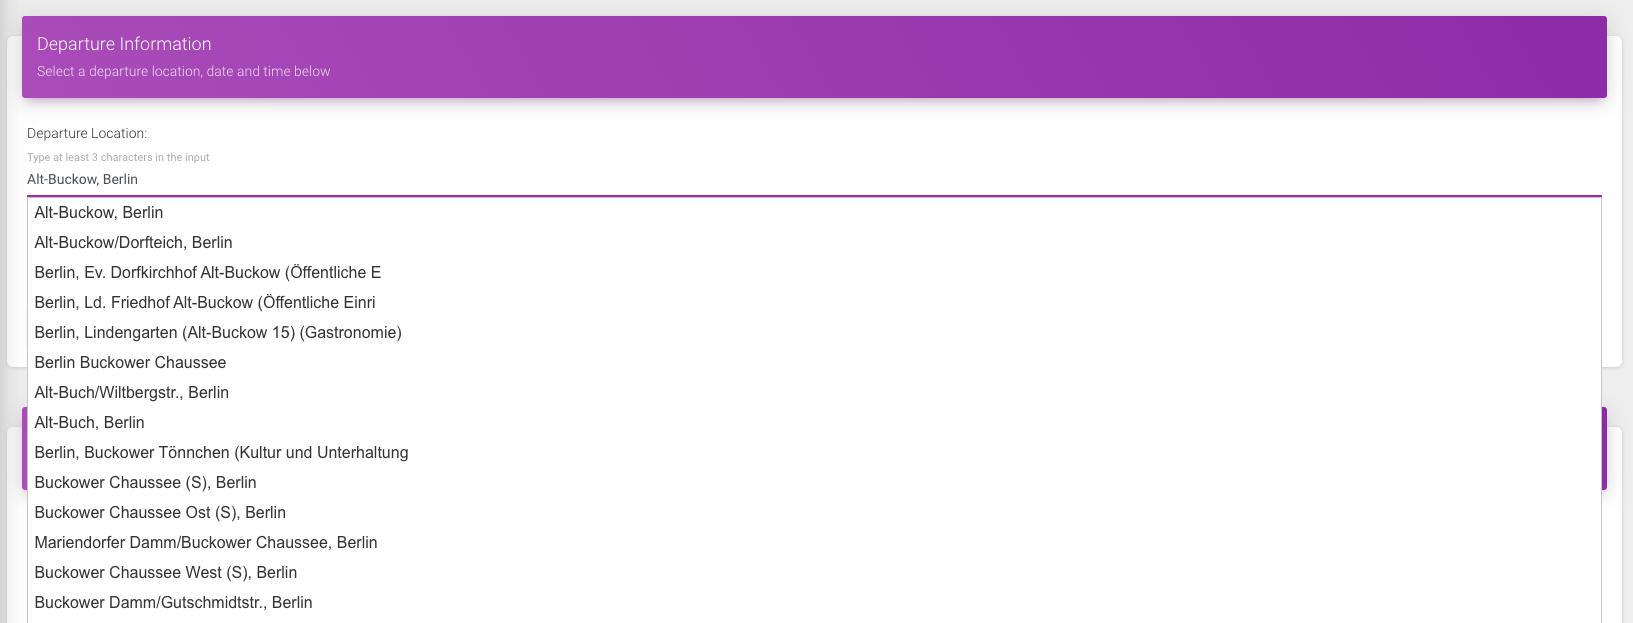 Departure Information
Select a departure location, date and time below
Departure Location:
Type at least 3 characters in the input
Alt-Buckow, Berlin
Alt-Buckow, Berlin
Alt-Buckow/Dorfteich, Berlin
Berlin, Ev. Dorfkirchhof Alt-Buckow (Öffentliche E
Berlin, Ld. Friedhof Alt-Buckow (Öffentliche Einri
Berlin, Lindengarten (Alt-Buckow 15) (Gastronomie)
Berlin Buckower Chaussee
Alt-Buch/Wiltbergstr., Berlin
Alt-Buch, Berlin
Berlin, Buckower Tönnchen (Kultur und Unterhaltung
Buckower Chaussee (S), Berlin
Buckower Chaussee Ost (S), Berlin
Mariendorfer Damm/Buckower Chaussee, Berlin
Buckower Chaussee West (S), Berlin
Buckower Damm/Gutschmidtstr., Berlin